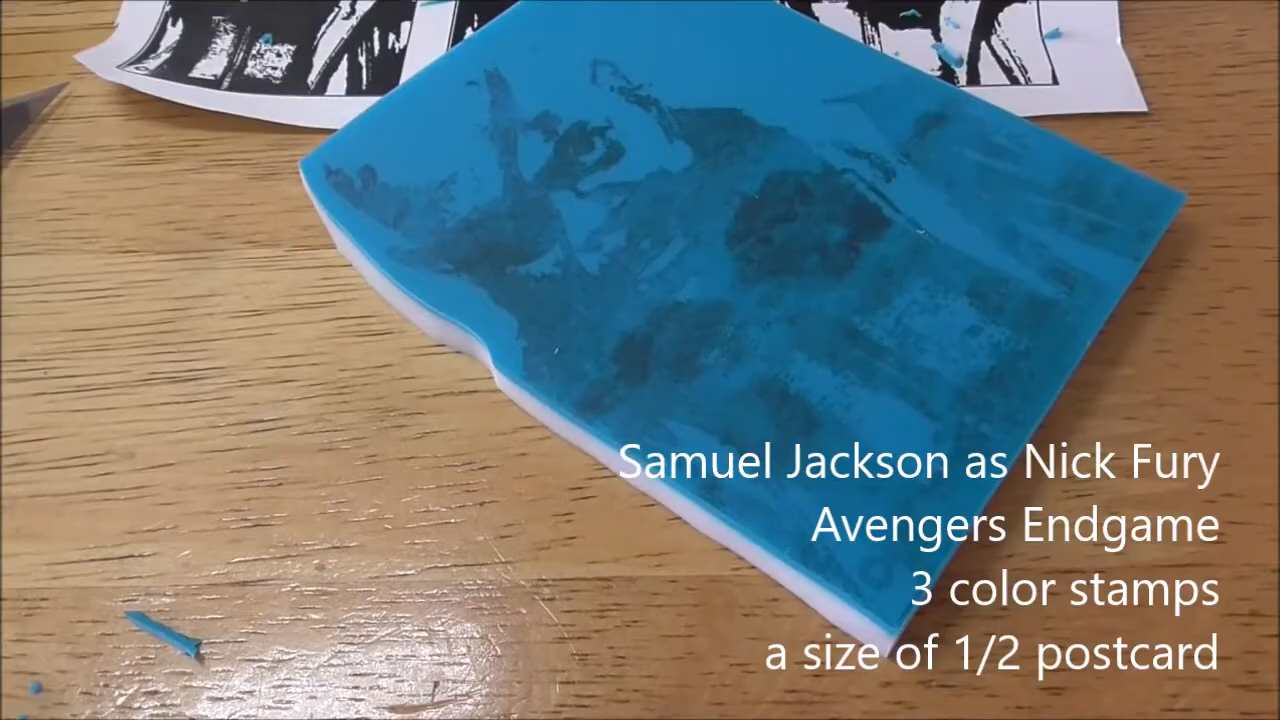 Samuel Jackson as Nick Fury
Avengers Endgame
3 color stamps
a size of 1/2 postcard